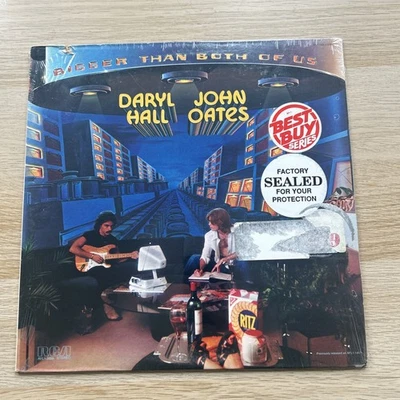 BIGGER THAN BOTH OF US
DARYL HALL
JOHN OATES
BEST BUY SERIES
FACTORY
SEALED
FOR YOUR
PROTECTION
RITZ
RCA